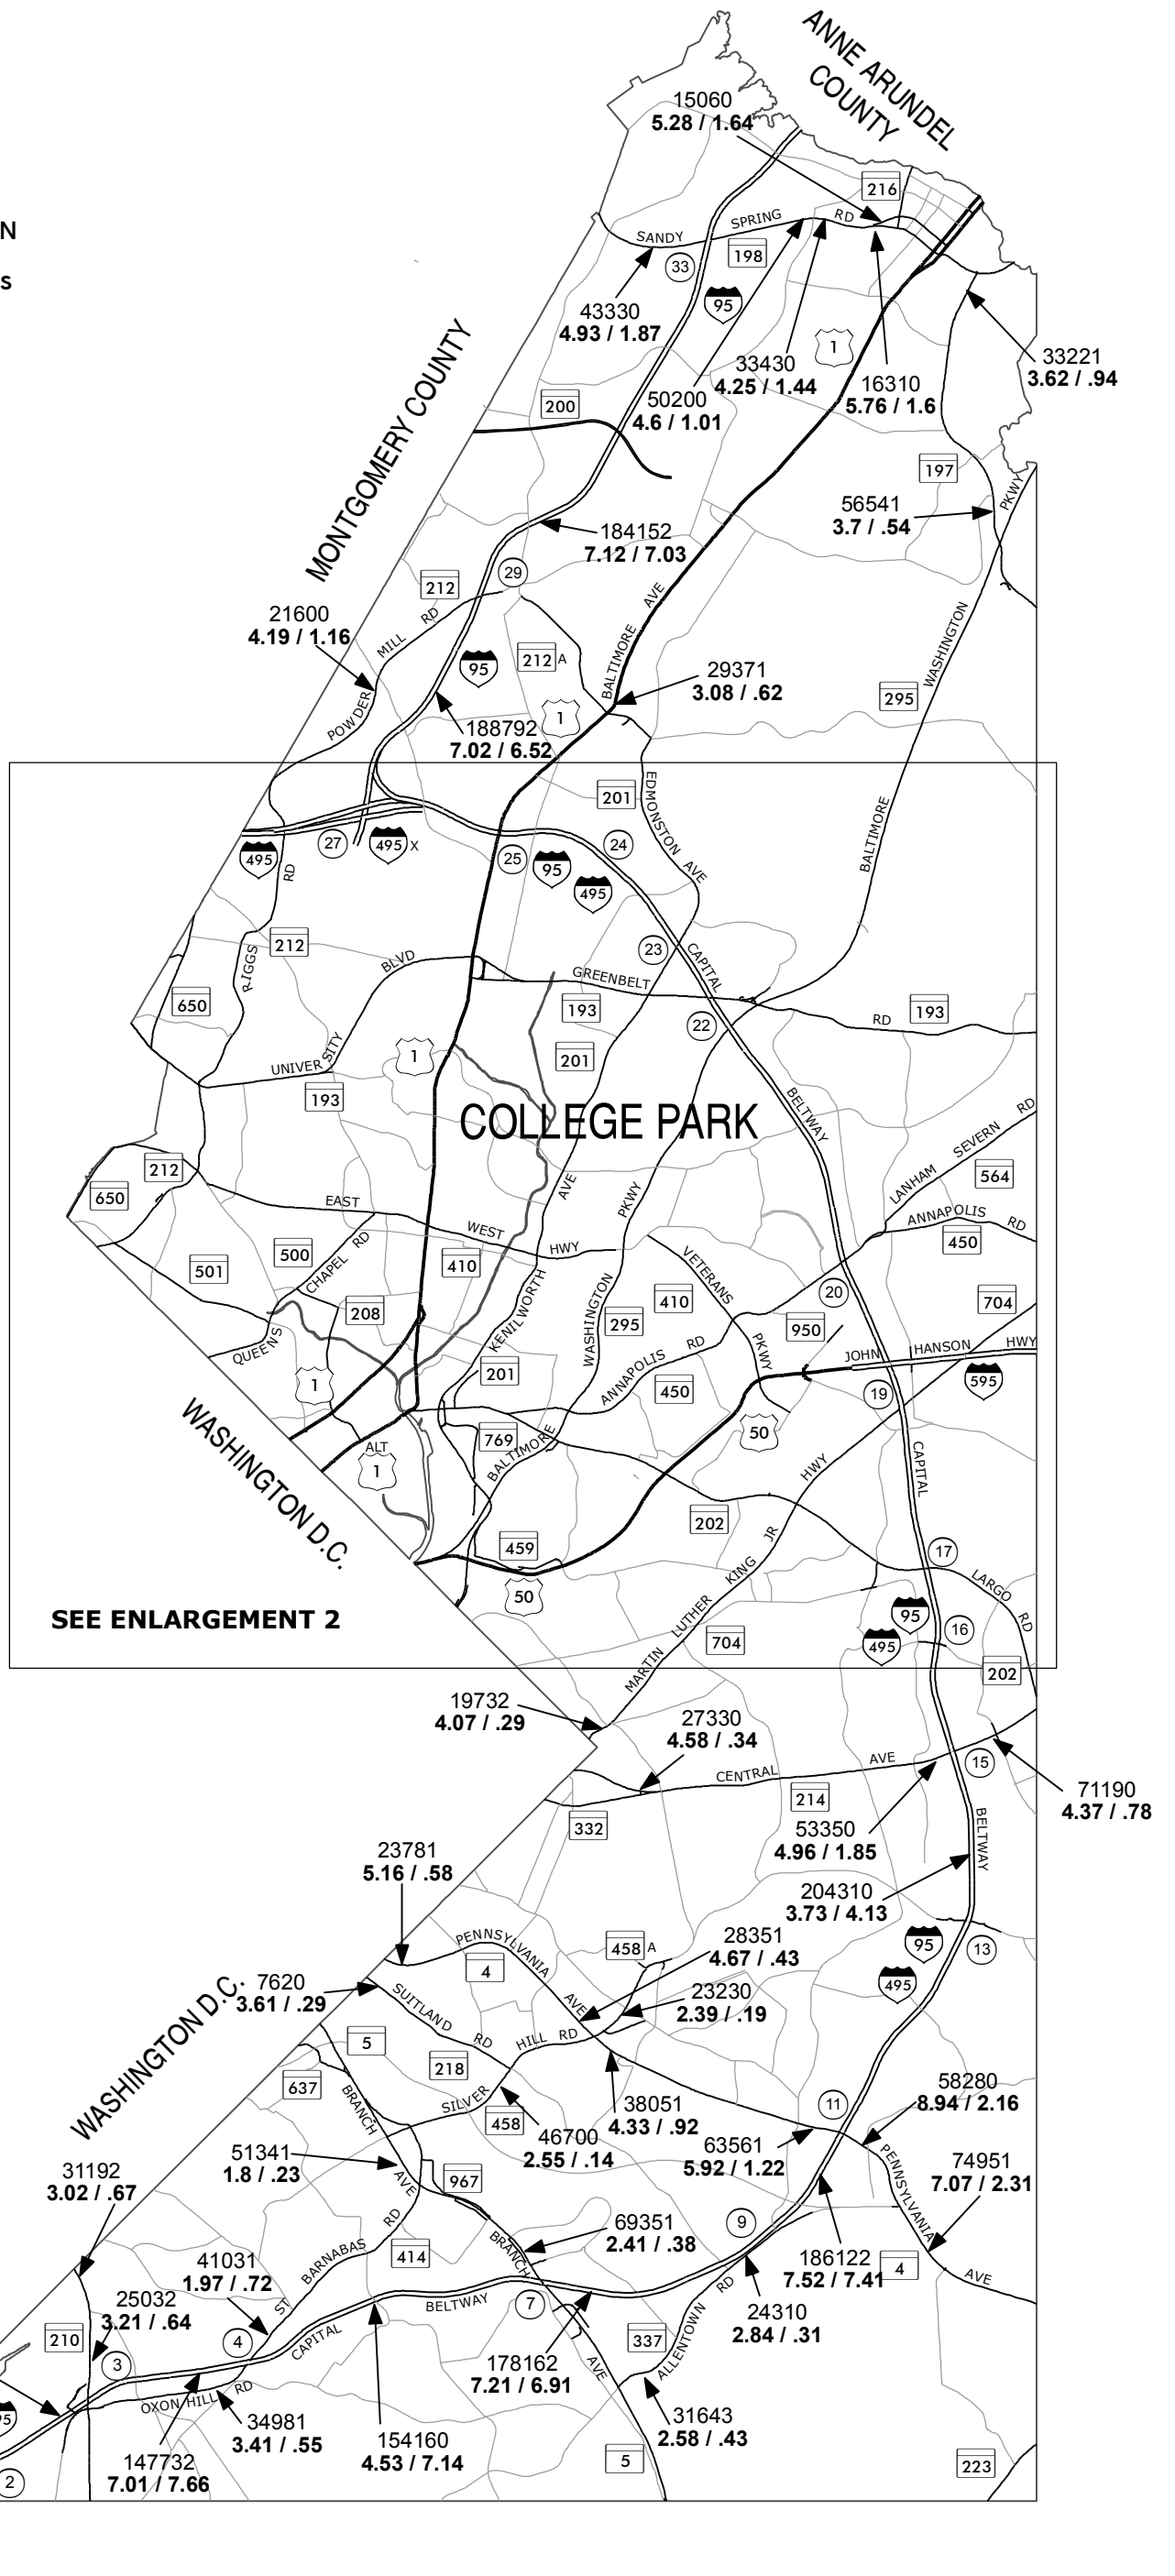 ANNE ARUNDEL
COUNTY
15060
5.28 / 1.64
216
N
s
SANDY
SPRING
RD
33
198
95
43330
4.93 / 1.87
1
33430
4.25 / 1.44
33221
3.62 / .94
16310
5.76 / 1.6
50200
4.6 / 1.01
200
MONTGOMERY COUNTY
197
PKWY
56541
3.7 / .54
184152
7.12 / 7.03
29
212
21600
4.19 / 1.16
MILL
RD
AVE
BALTIMORE
212 A
95
WASHINGTON
295
29371
3.08 / .62
POWDER
1
188792
7.02 / 6.52
201
EDMONSTON
AVE
BALTIMORE
27
495
495 X
25
95
24
495
RD
23
CAPITAL
212
RIGGS
BLVD
GREENBELT
650
193
193
RD
22
UNIVERSITY
1
201
193
BELTWAY
COLLEGE PARK
RD
SEVERN
LANHAM
564
212
650
AVE
PKWY
EAST
WEST
HWY
ANNAPOLIS
RD
450
500
RD
CHAPEL
501
410
VETERANS
20
410
704
208
KENILWORTH
WASHINGTON
295
950
QUEENS
RD
PKWY
JOHN
HANSON
HWY
1
201
ANNAPOLIS
450
19
595
WASHINGTON D.C.
ALT
1
769
BALTIMORE
50
CAPITAL
HWY
202
JR
459
17
KING
LARGO
RD
50
SEE ENLARGEMENT 2
LUTHER
95
16
495
704
MARTIN
202
19732
4.07 / .29
27330
4.58 / .34
AVE
CENTRAL
15
214
71190
4.37 / .78
332
53350
4.96 / 1.85
BELTWAY
23781
5.16 / .58
204310
3.73 / 4.13
28351
4.67 / .43
PENNSYLVANIA
AVE
458 A
95
13
4
495
WASHINGTON D.C.
7620
3.61 / .29
23230
2.39 / .19
SUITLAND
RD
HILL RD
5
218
637
SILVER
458
BRANCH
AVE
38051
4.33 / .92
11
58280
8.94 / 2.16
46700
2.55 / .14
63561
5.92 / 1.22
51341
1.8 / .23
PENNSYLVANIA
AVE
74951
7.07 / 2.31
31192
3.02 / .67
967
RD
69351
2.41 / .38
9
BRANCH
AVE
414
BARNABAS
ST
41031
1.97 / .72
186122
7.52 / 7.41
4
25032
3.21 / .64
BELTWAY
7
RD
24310
2.84 / .31
210
4
CAPITAL
337
ALLENTOWN
3
178162
7.21 / 6.91
OXON HILL
RD
34981
3.41 / .55
31643
2.58 / .43
154160
4.53 / 7.14
147732
7.01 / 7.66
5
223
95
2